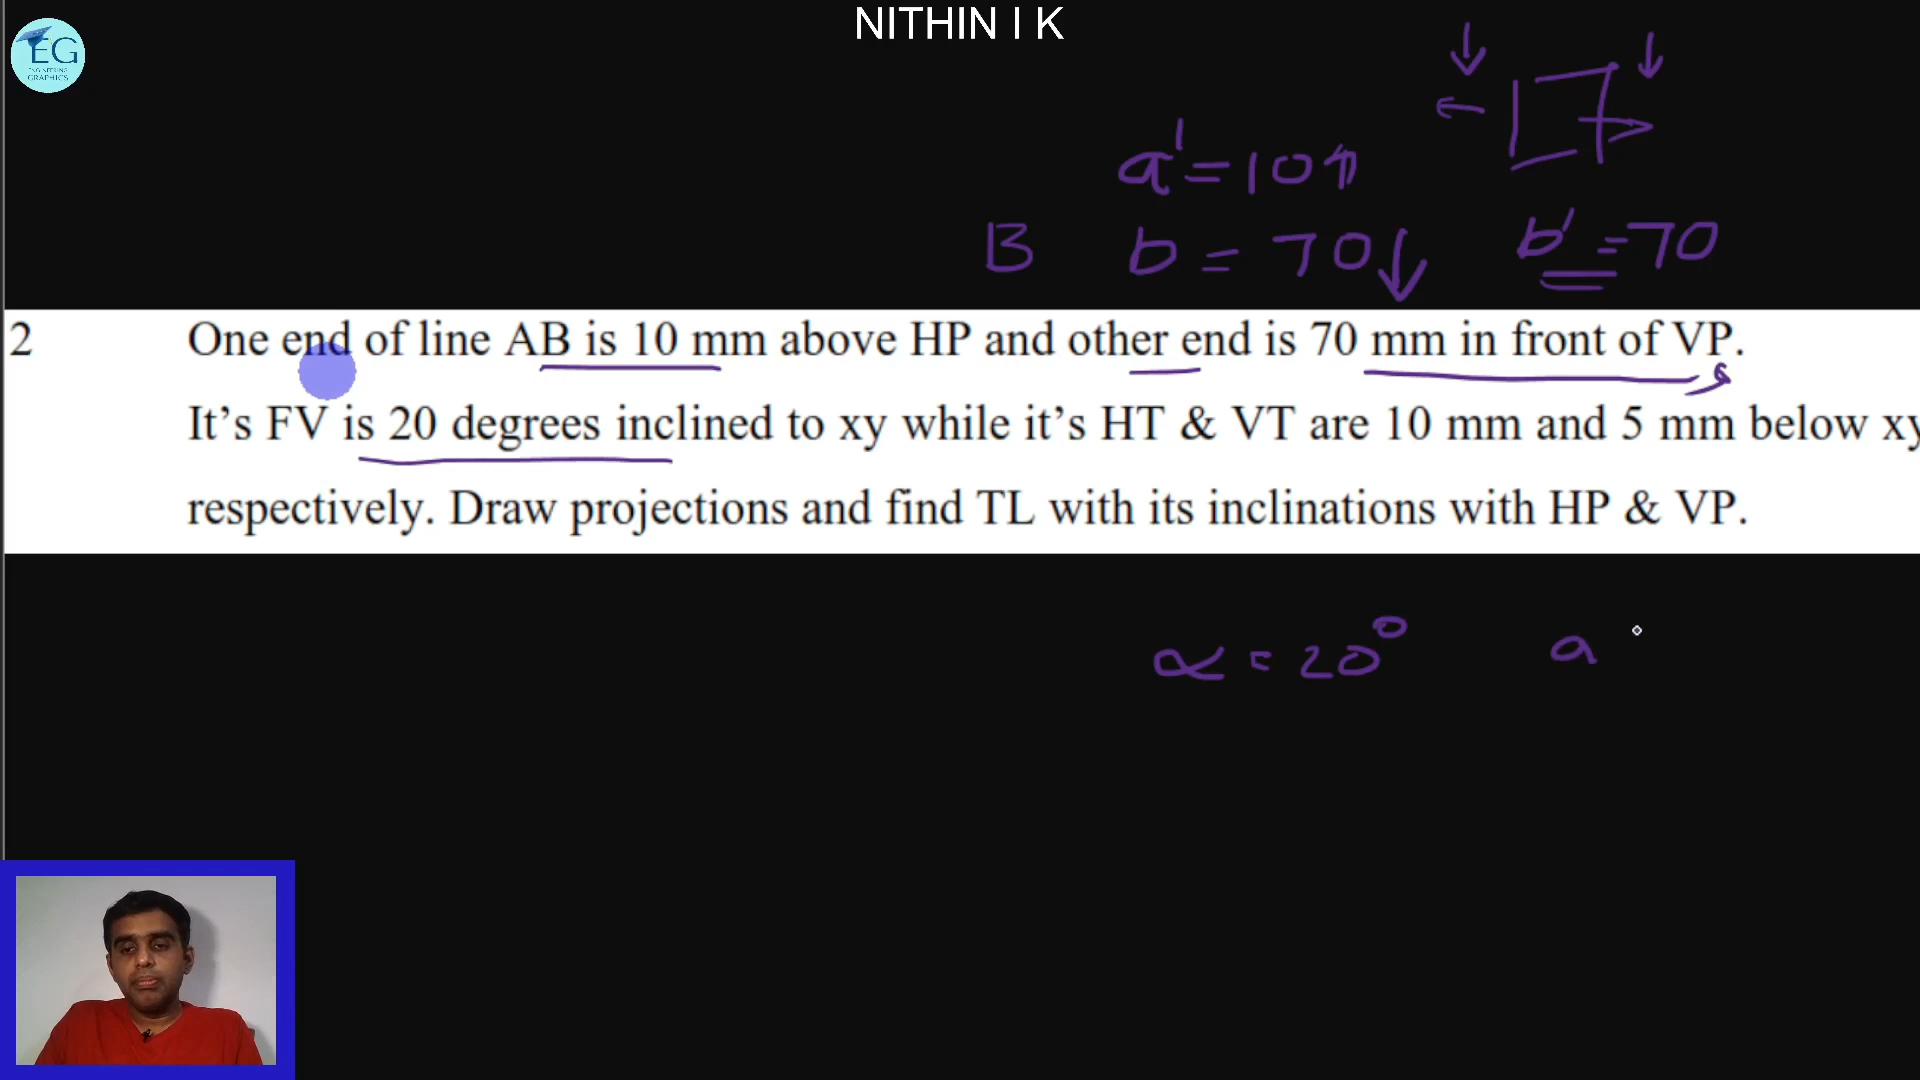 NITHIN I K
EG
ENGINEERING
GRAPHICS
a' = 10↑
B b = 70↓ b' = 70
2 One end of line AB is 10 mm above HP and other end is 70 mm in front of VP.
It’s FV is 20 degrees inclined to xy while it’s HT & VT are 10 mm and 5 mm below xy
respectively. Draw projections and find TL with its inclinations with HP & VP.
α = 20° a